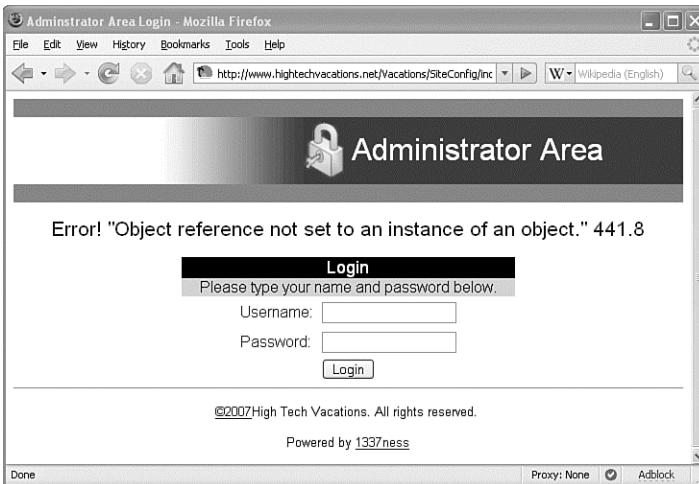 Adminstrator Area Login - Mozilla Firefox
File Edit View History Bookmarks Tools Help
http://www.hightechvacations.net/Vacations/SiteConfig/inc W Wikipedia (English)
Administrator Area
Error! "Object reference not set to an instance of an object." 441.8
Login
Please type your name and password below.
Username:
Password:
Login
©2007High Tech Vacations. All rights reserved.
Powered by 1337ness
Done Proxy: None Adblock